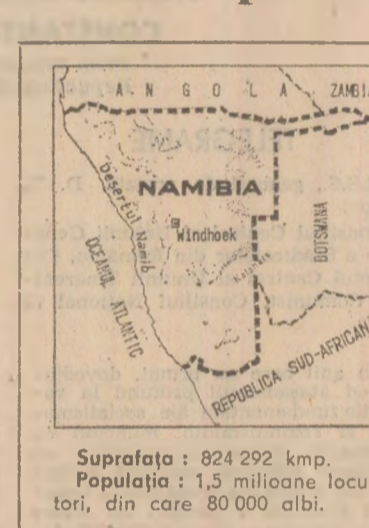 ANGOLA ZAMBIA
NAMIBIA
Deșertul Namib
Windhoek
BOTSWANA
OCEANUL ATLANTIC
REPUBLICA SUD-AFRICAN
Suprafața : 824 292 kmp.
Populația : 1,5 milioane locu
tori, din care 80 000 albi.